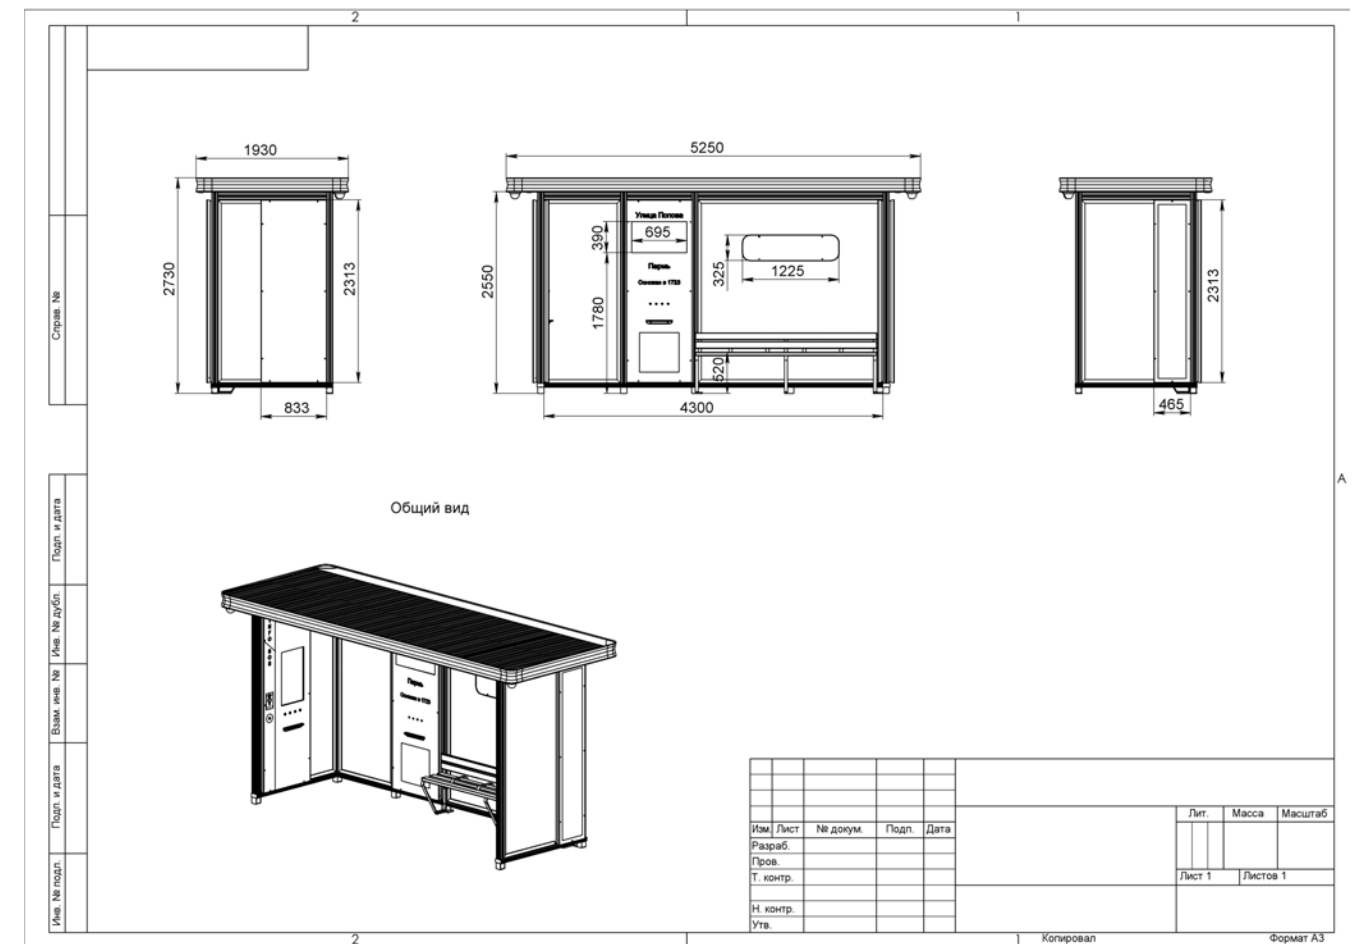 2
1
1930
5250
2730
2313
833
2550
390
695
1780
325
1225
520
4300
Улица Попова
Пермь
Основан в 1723
2313
465
Справ. №
А
Общий вид
Пермь
Основан в 1723
Подп. и дата
Инв. № дубл.
Взам. инв. №
Подп. и дата
Инв. № подл.
Изм. Лист № докум. Подп. Дата
Разраб.
Пров.
Т. контр.
Н. контр.
Утв.
Лит. Масса Масштаб
Лист 1 Листов 1
2
1
Копировал
Формат А3